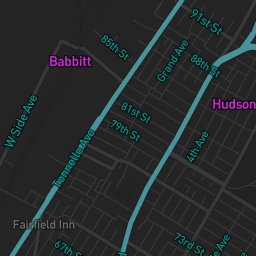 91st St
85th St
Grand Ave
88th St
Babbitt
W Side Ave
Hudson
81st St
79th St
Tonnelle Ave
4th Ave
Fairfield Inn
67th St
73rd St